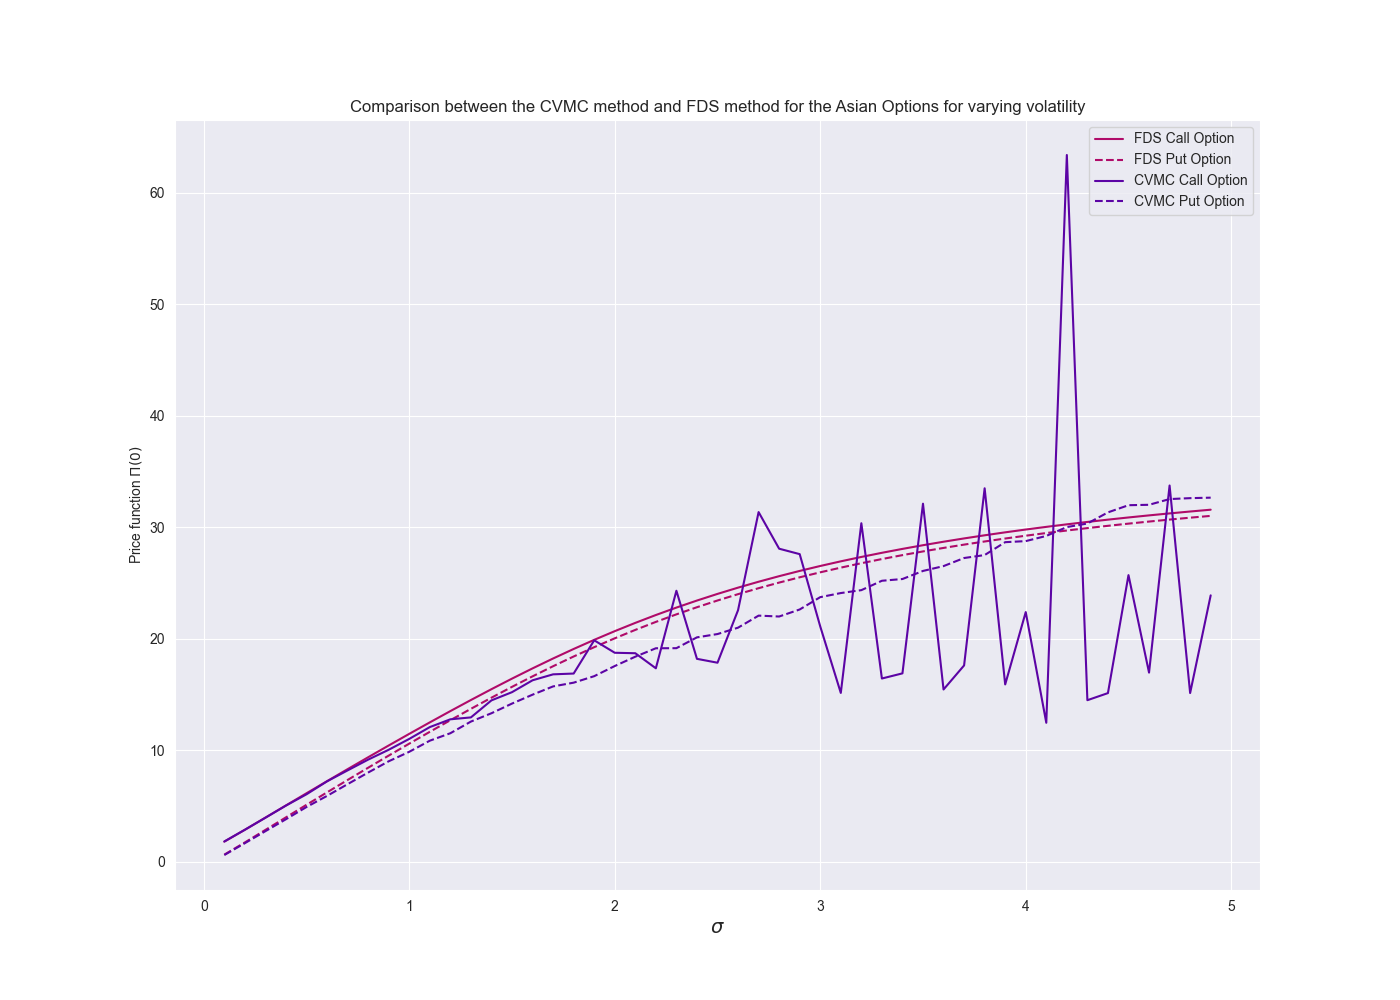 Comparison between the CVMC method and FDS method for the Asian Options for varying volatility
FDS Call Option
FDS Put Option
CVMC Call Option
CVMC Put Option
60
50
40
30
20
10
0
Price function Π(0)
0 1 2 3 4 5
σ